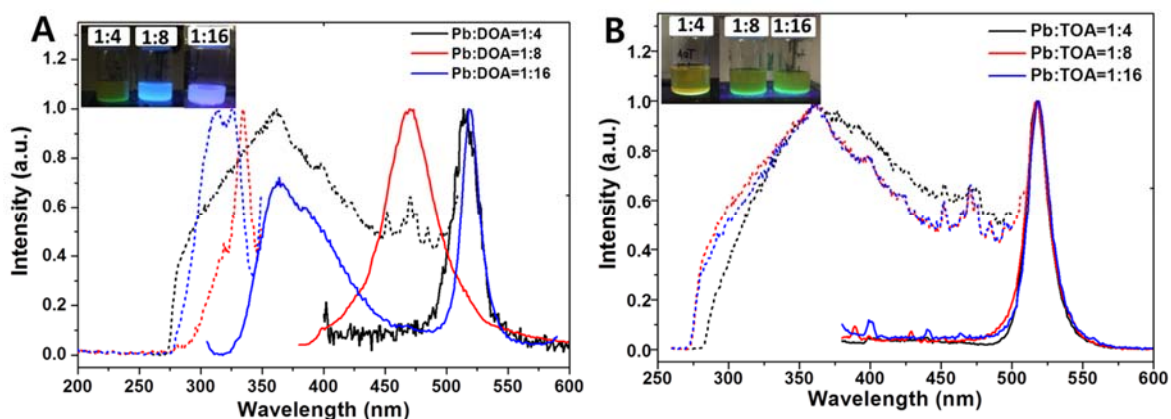 A
1:4 1:8 1:16
Pb:DOA=1:4
Pb:DOA=1:8
Pb:DOA=1:16
Intensity (a.u.)
1.2
1.0
0.8
0.6
0.4
0.2
0.0
200 250 300 350 400 450 500 550 600
Wavelength (nm)
B
1:4 1:8 1:16
Pb:TOA=1:4
Pb:TOA=1:8
Pb:TOA=1:16
Intensity (a.u.)
1.2
1.0
0.8
0.6
0.4
0.2
0.0
250 300 350 400 450 500 550 600
Wavelength (nm)